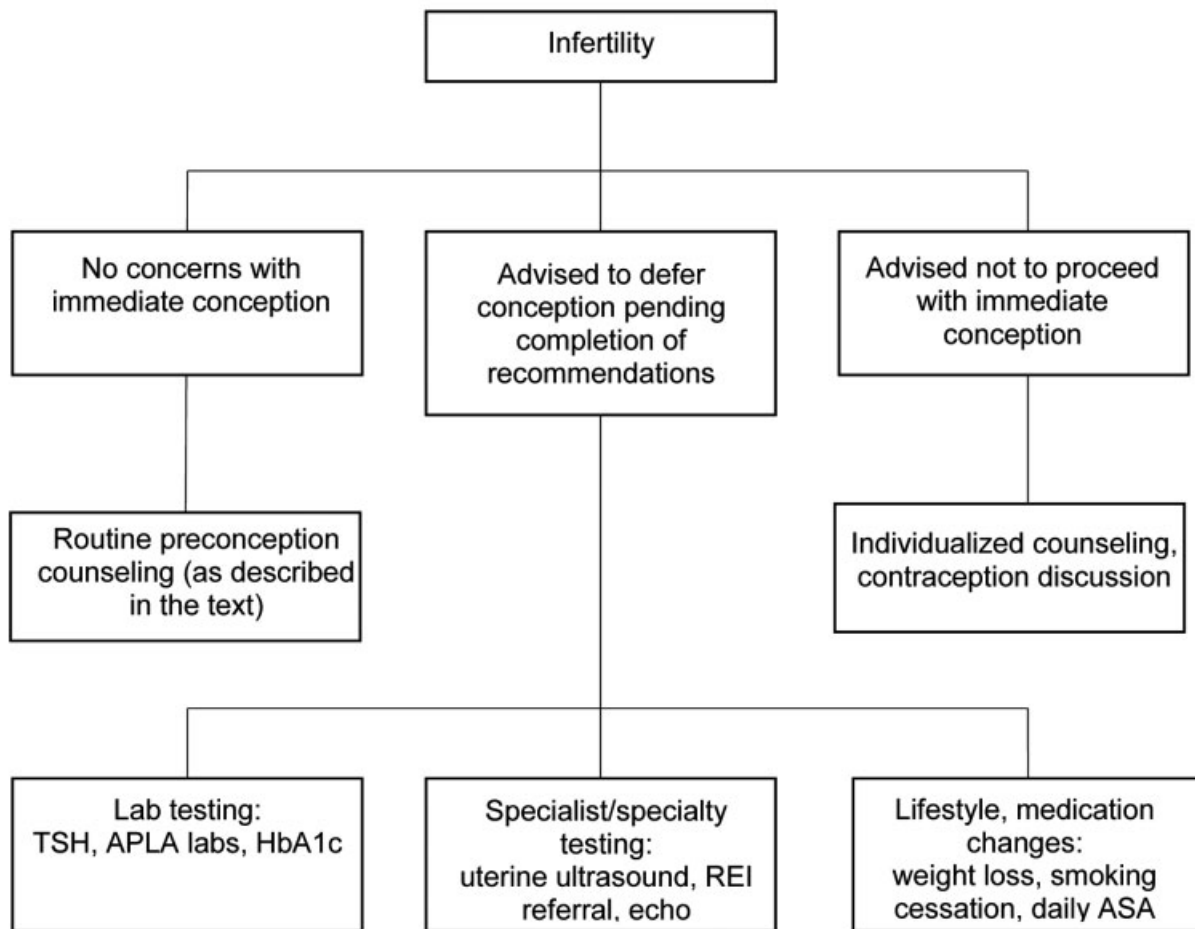 Infertility
No concerns with
immediate conception
Advised to defer
conception pending
completion of
recommendations
Advised not to proceed
with immediate
conception
Routine preconception
counseling (as described
in the text)
Individualized counseling,
contraception discussion
Lab testing:
TSH, APLA labs, HbA1c
Specialist/specialty
testing:
uterine ultrasound, REI
referral, echo
Lifestyle, medication
changes:
weight loss, smoking
cessation, daily ASA